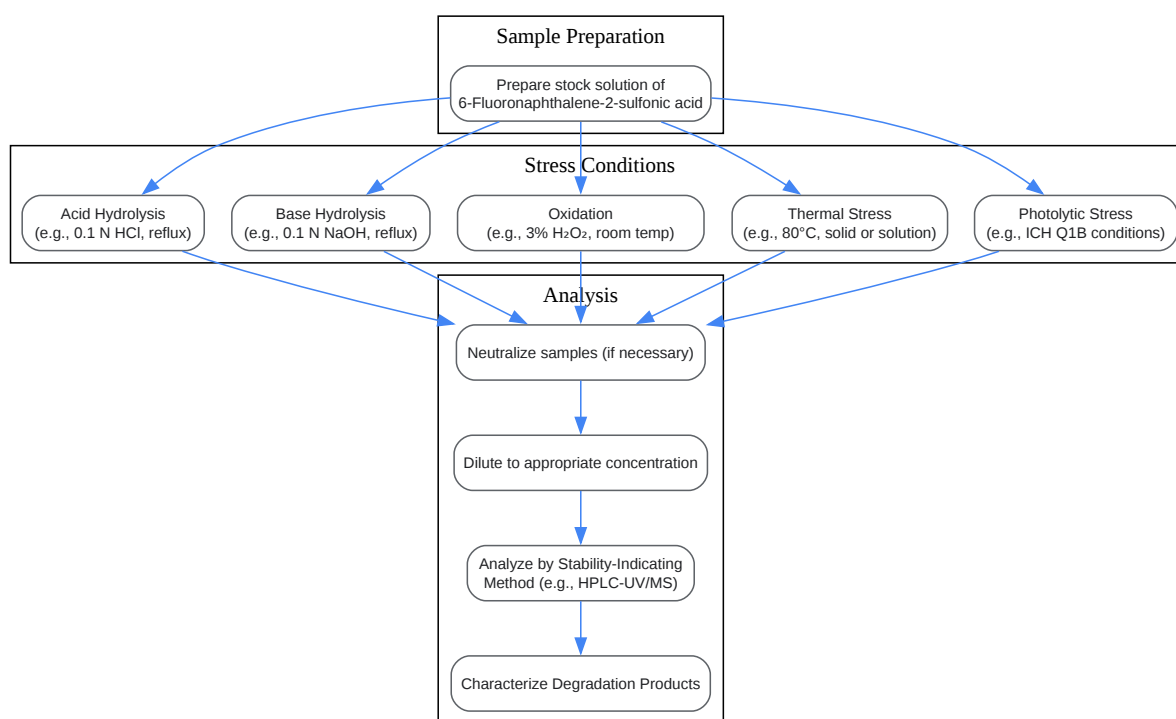 Sample Preparation
Prepare stock solution of
6-Fluoronaphthalene-2-sulfonic acid
Stress Conditions
Acid Hydrolysis
(e.g., 0.1 N HCl, reflux)
Base Hydrolysis
(e.g., 0.1 N NaOH, reflux)
Oxidation
(e.g., 3% H₂O₂, room temp)
Thermal Stress
(e.g., 80°C, solid or solution)
Photolytic Stress
(e.g., ICH Q1B conditions)
Analysis
Neutralize samples (if necessary)
Dilute to appropriate concentration
Analyze by Stability-Indicating
Method (e.g., HPLC-UV/MS)
Characterize Degradation Products